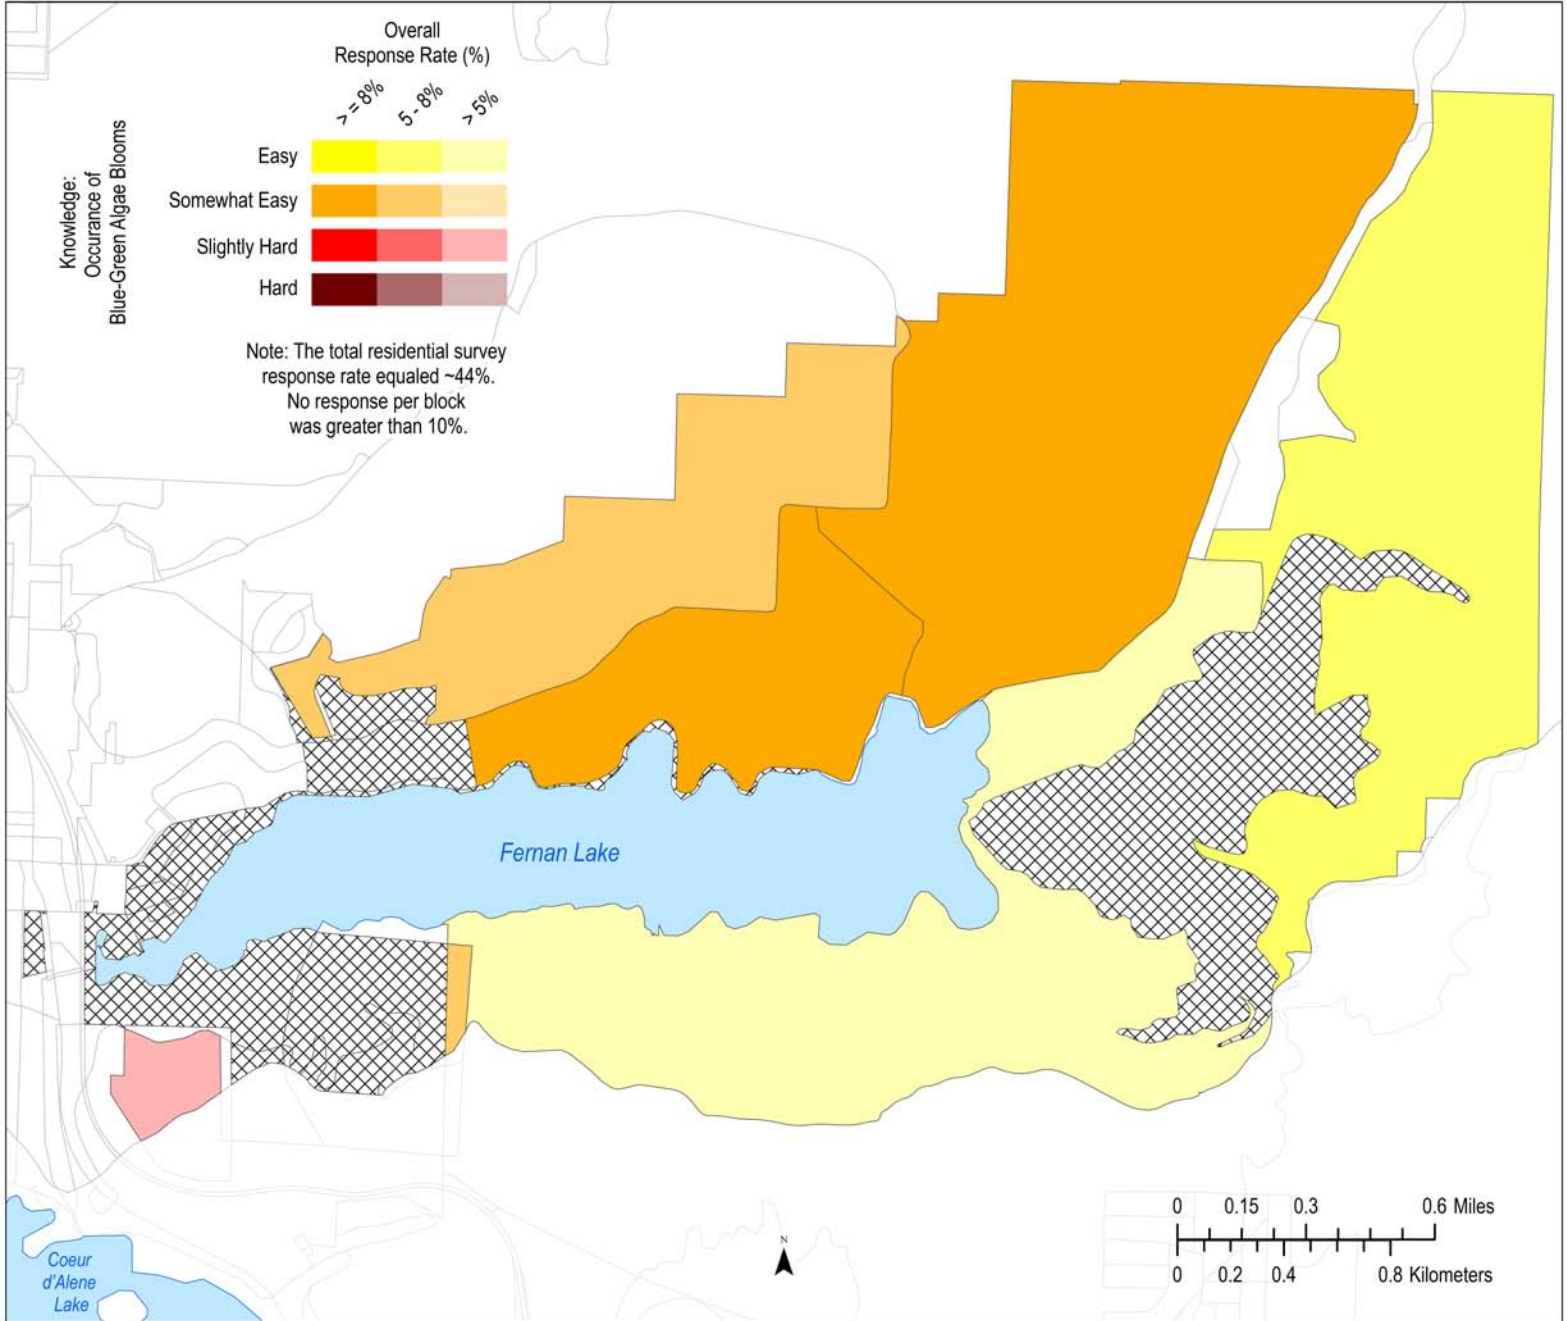 Overall
Response Rate (%)
> = 8%
5 - 8%
> 5%
Knowledge:
Occurance of
Blue-Green Algae Blooms
Easy
Somewhat Easy
Slightly Hard
Hard
Note: The total residential survey
response rate equaled ~44%.
No response per block
was greater than 10%.
Fernan Lake
Coeur
d'Alene
Lake
N
0 0.15 0.3 0.6 Miles
0 0.2 0.4 0.8 Kilometers